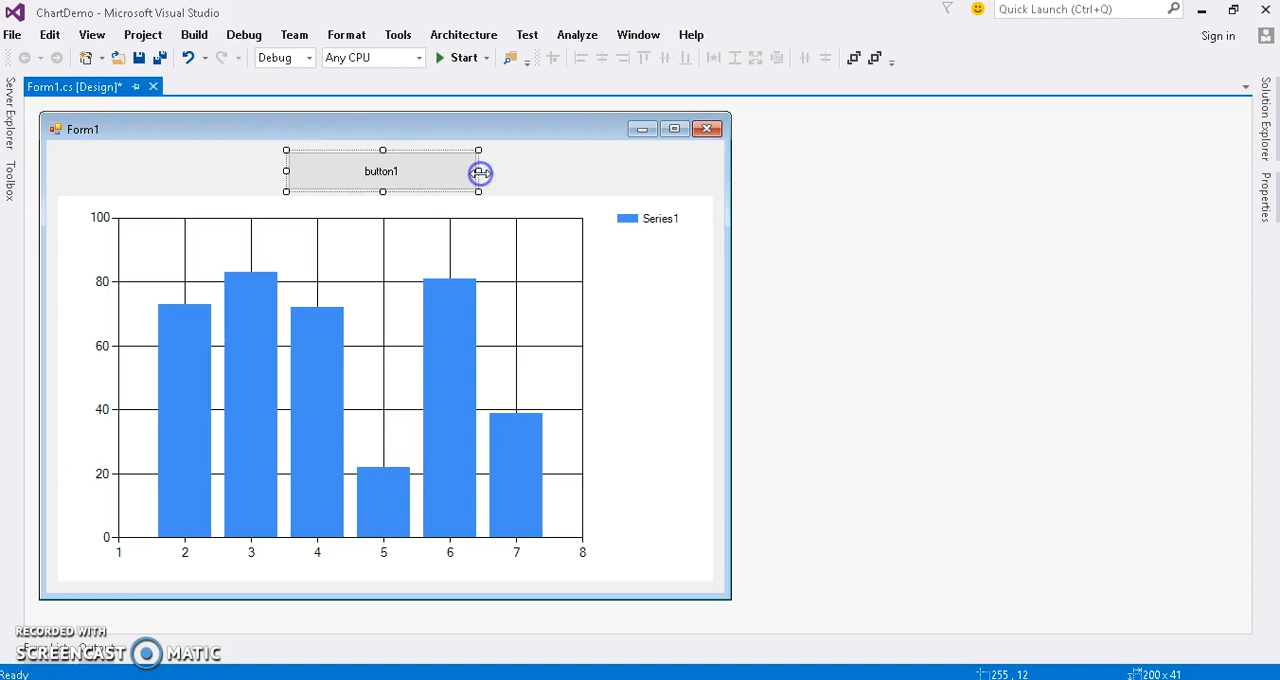 ChartDemo - Microsoft Visual Studio
Quick Launch (Ctrl+Q)
File Edit View Project Build Debug Team Format Tools Architecture Test Analyze Window Help
Sign in
Debug Any CPU Start
Form1.cs [Design]*
Server Explorer
Toolbox
Solution Explorer
Properties
Form1
button1
Series1
100
80
60
40
20
0
1 2 3 4 5 6 7 8
RECORDED WITH
SCREENCAST MATIC
Ready
255 , 12
200 x 41